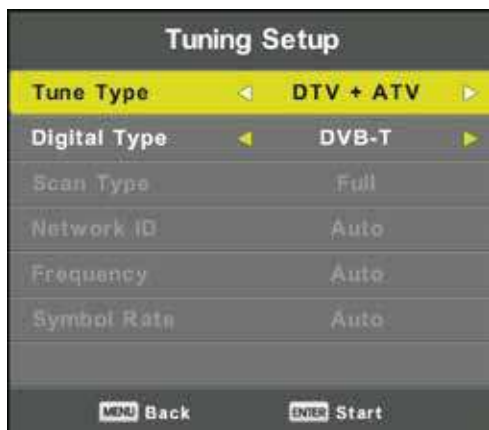 Tuning Setup
Tune Type DTV + ATV
Digital Type DVB-T
Scan Type Full
Network ID Auto
Frequency Auto
Symbol Rate Auto
MENU Back ENTER Start